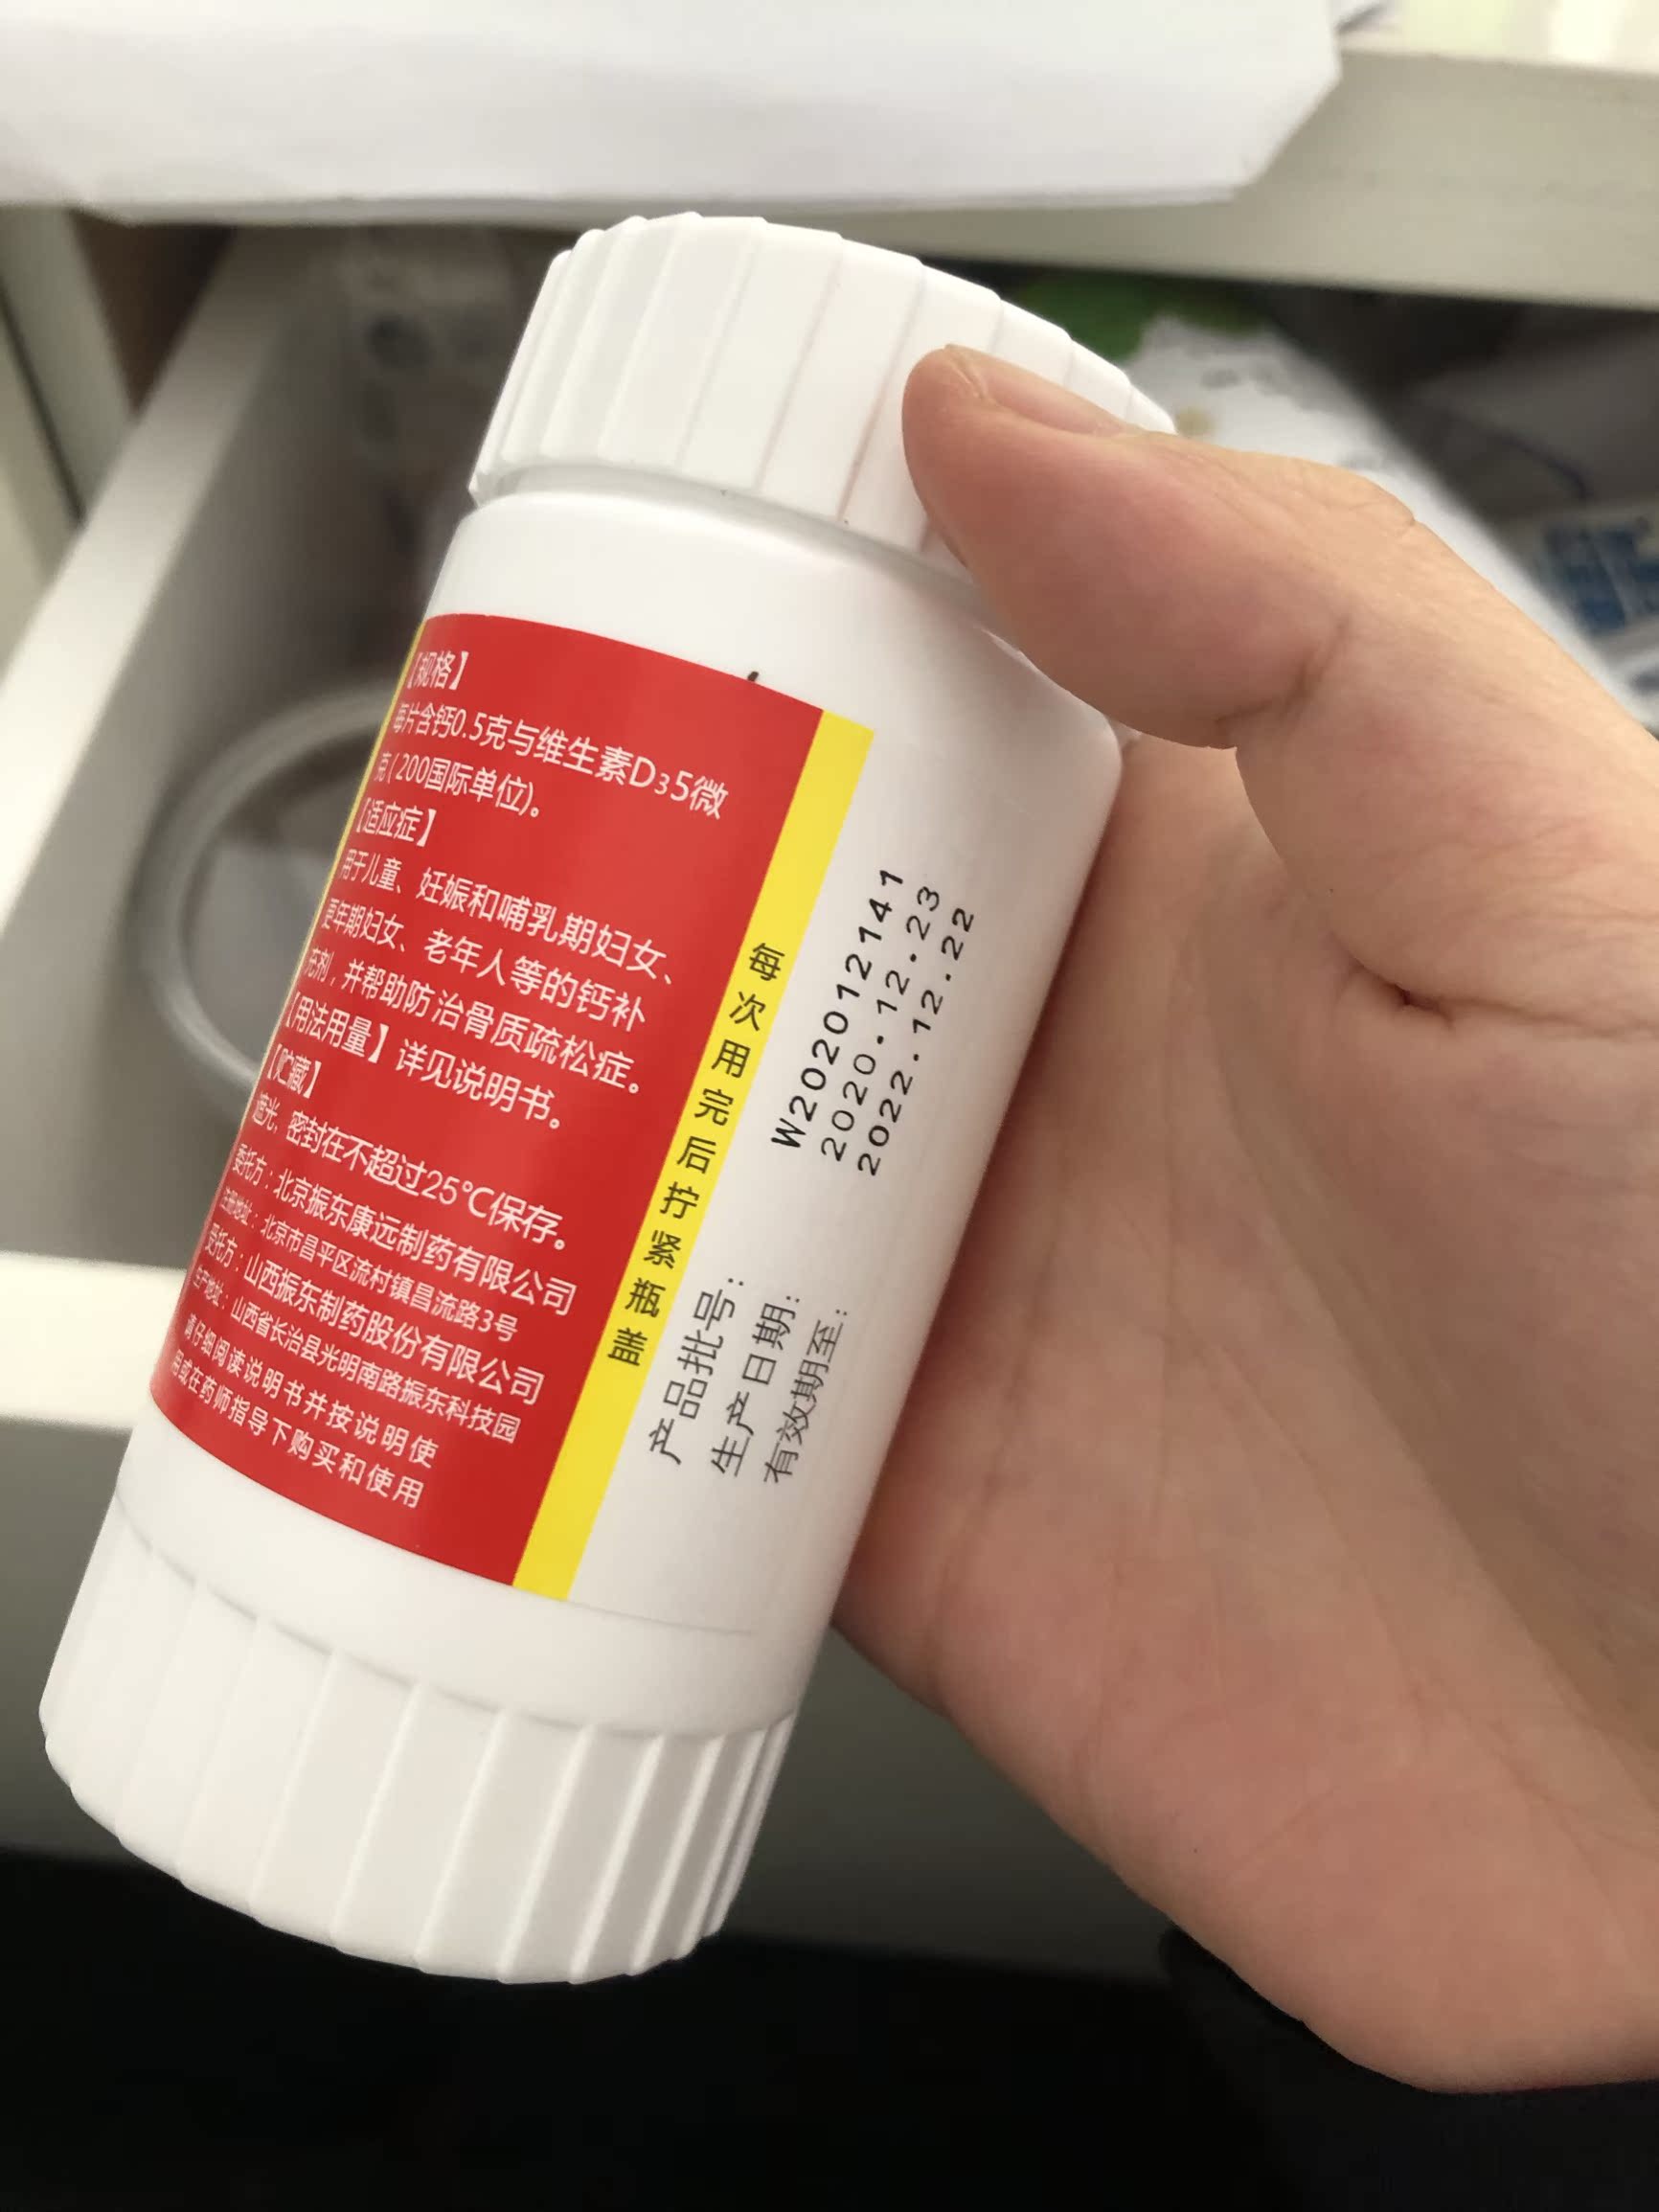 【规格】
每片含钙0.5克与维生素D₃5微
克(200国际单位)。
【适应症】
用于儿童、妊娠和哺乳期妇女、
更年期妇女、老年人等的钙补
充剂，并帮助防治骨质疏松症。
【用法用量】详见说明书。
【贮藏】
遮光，密封在不超过25℃保存。
委托方：北京振东康远制药有限公司
注册地址：北京市昌平区流村镇昌流路3号
受托方：山西振东制药股份有限公司
生产地址：山西省长治县光明南路振东科技园
请仔细阅读说明书并按说明使
用或在药师指导下购买和使用
每次用完后拧紧瓶盖
产品批号：W202012141
生产日期：2020.12.23
有效期至：2022.12.22